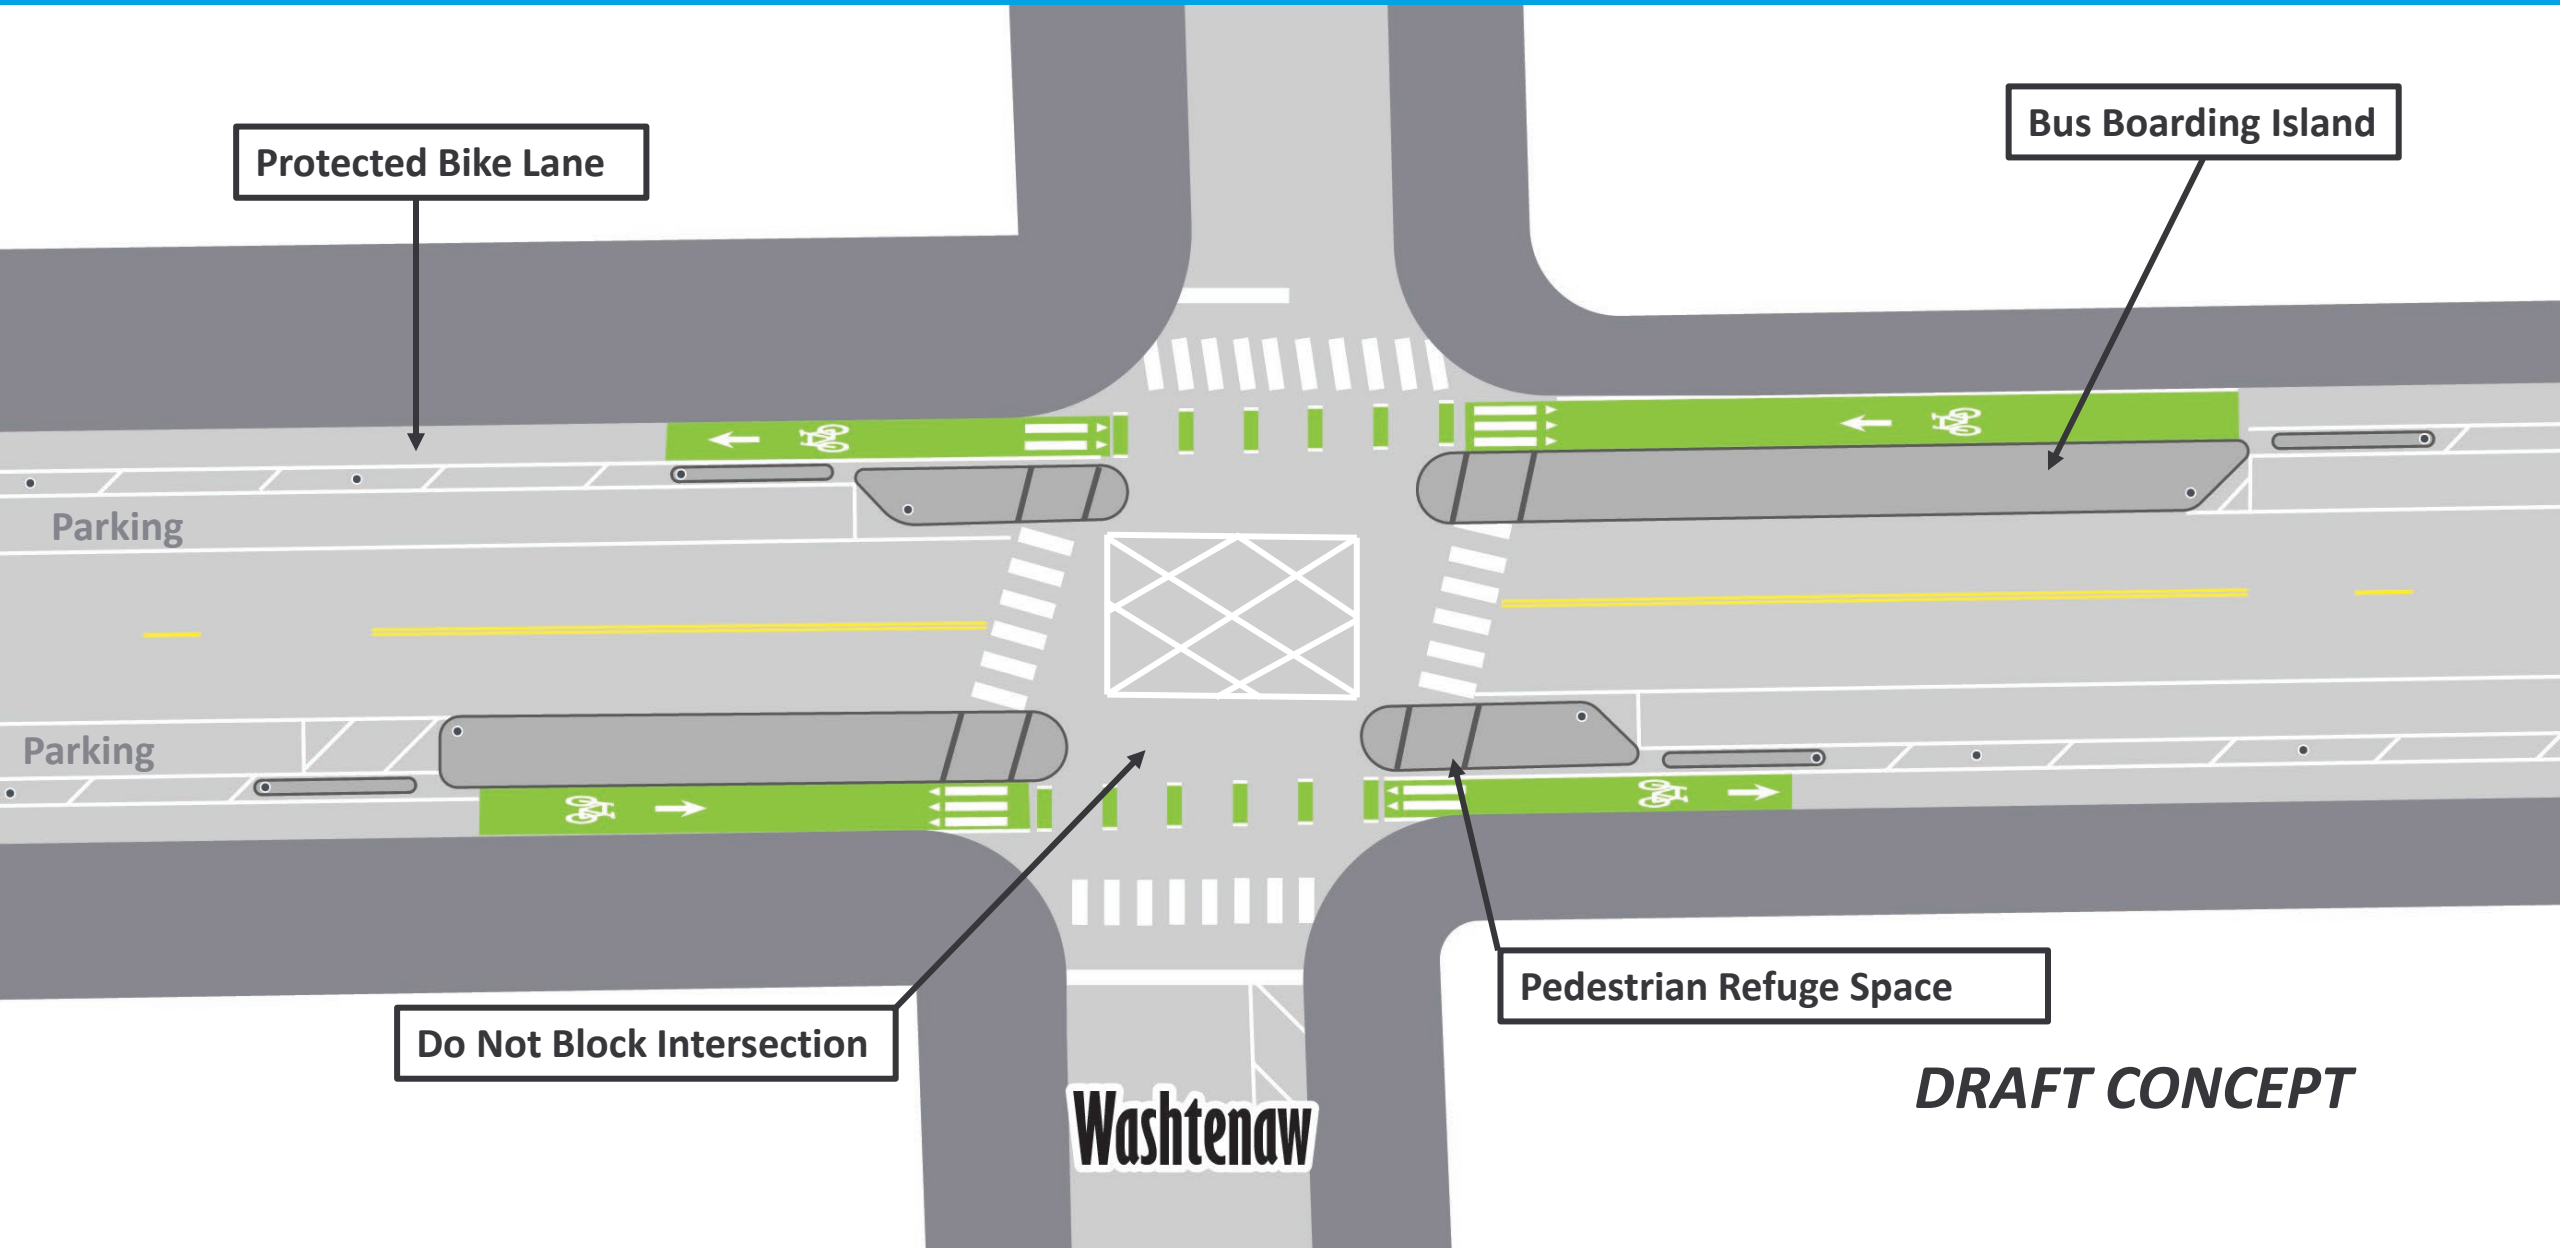 Bus Boarding Island
Protected Bike Lane
Parking
Parking
Pedestrian Refuge Space
Do Not Block Intersection
DRAFT CONCEPT
Washtenaw